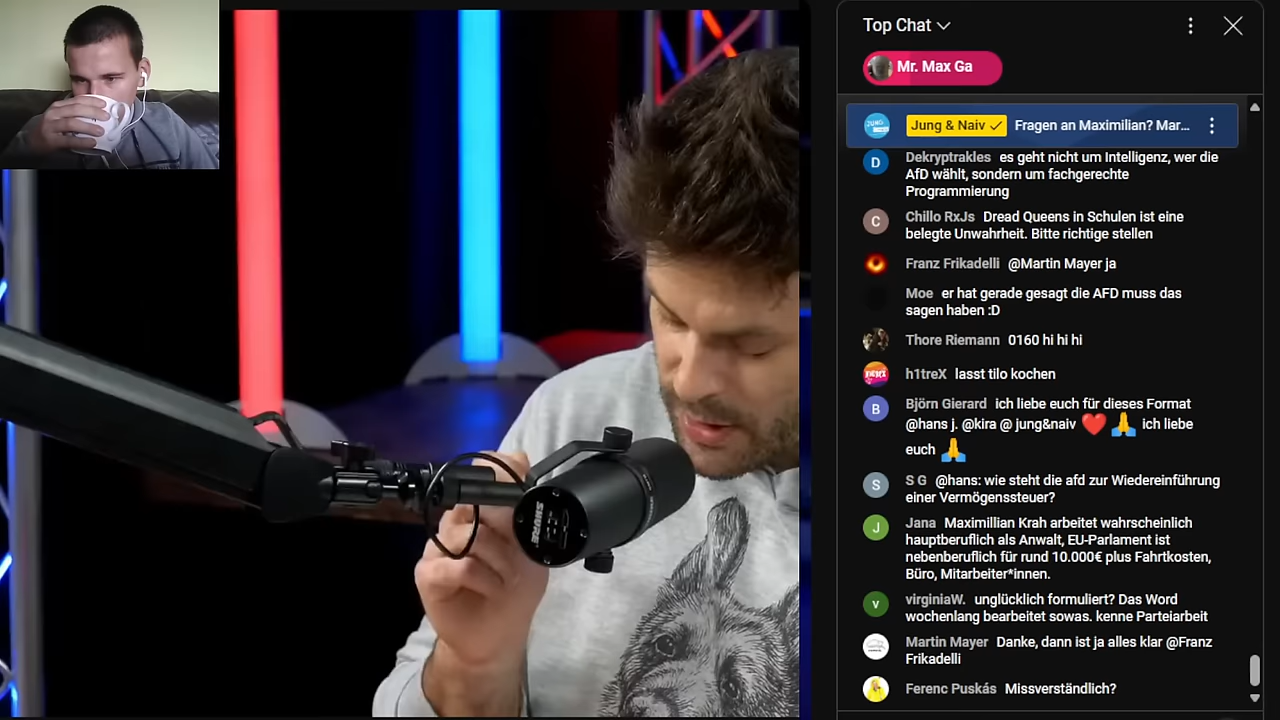 Top Chat
Mr. Max Ga
Jung & Naiv Fragen an Maximilian? Mar...
D Dekryptrakles es geht nicht um Intelligenz, wer die
AfD wählt, sondern um fachgerechte
Programmierung
C Chillo RxJs Dread Queens in Schulen ist eine
belegte Unwahrheit. Bitte richtige stellen
Franz Frikadelli @Martin Mayer ja
Moe er hat gerade gesagt die AFD muss das
sagen haben :D
Thore Riemann 0160 hi hi hi
h1treX lasst tilo kochen
B Björn Gierard ich liebe euch für dieses Format
@hans j. @kira @ jung&naiv ❤️ 🙏 ich liebe
euch 🙏
S S G @hans: wie steht die afd zur Wiedereinführung
einer Vermögenssteuer?
J Jana Maximillian Krah arbeitet wahrscheinlich
hauptberuflich als Anwalt, EU-Parlament ist
nebenberuflich für rund 10.000€ plus Fahrtkosten,
Büro, Mitarbeiter*innen.
v virginiaW. unglücklich formuliert? Das Word
wochenlang bearbeitet sowas. kenne Parteiarbeit
Martin Mayer Danke, dann ist ja alles klar @Franz
Frikadelli
Ferenc Puskás Missverständlich?
SHURE